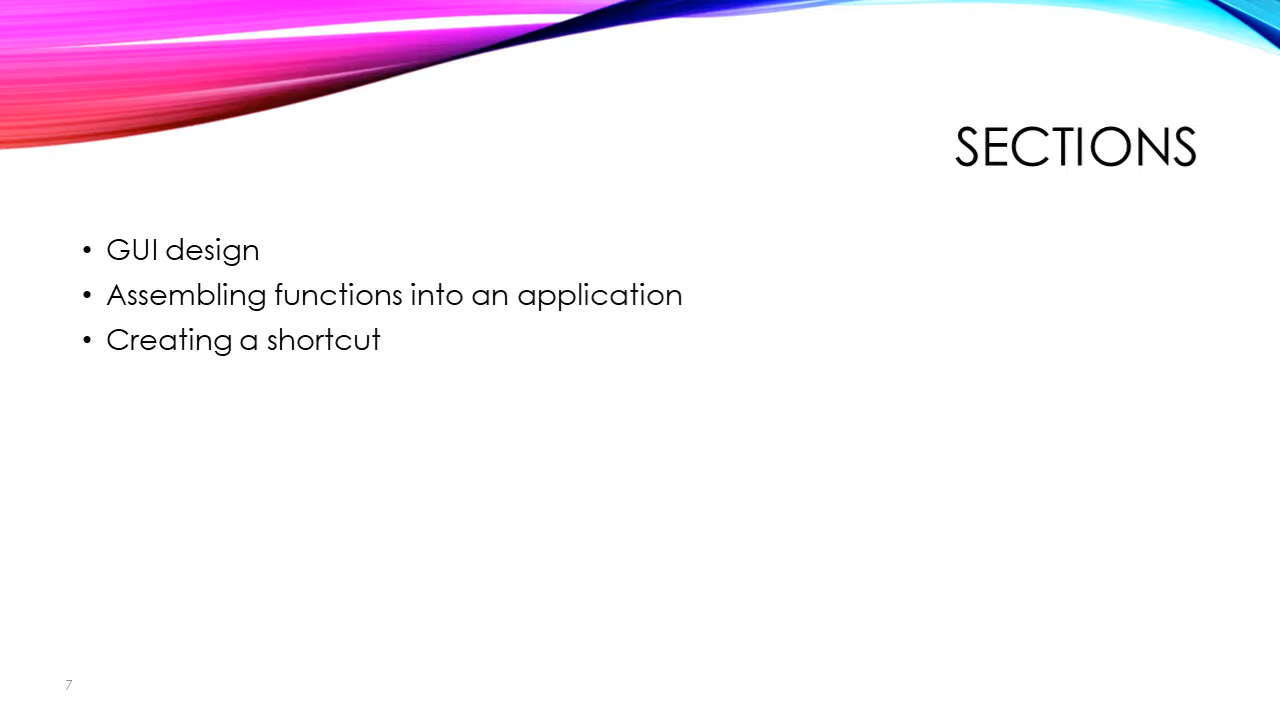 SECTIONS
• GUI design
• Assembling functions into an application
• Creating a shortcut
7